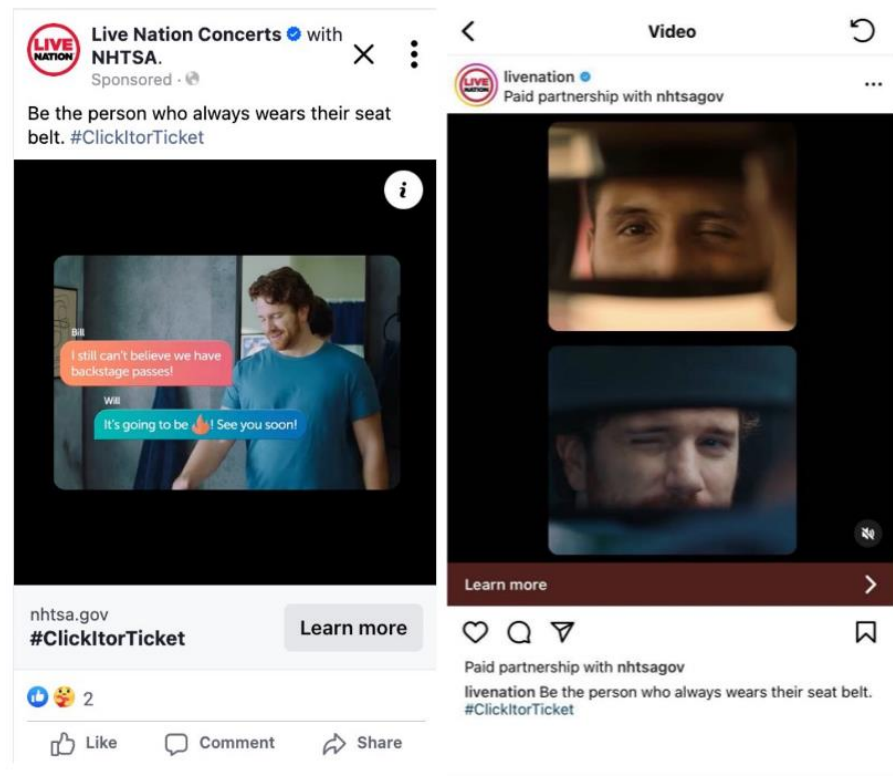 LIVE
NATION
Live Nation Concerts with
NHTSA.
Sponsored ·
Be the person who always wears their seat
belt. #ClickItorTicket
i
Bill
I still can't believe we have
backstage passes!
Will
It's going to be 🔥! See you soon!
nhtsa.gov
#ClickItorTicket
Learn more
2
Like
Comment
Share
Video
LIVE
NATION
livenation
Paid partnership with nhtsagov
Learn more
Paid partnership with nhtsagov
livenation Be the person who always wears their seat belt.
#ClickItorTicket